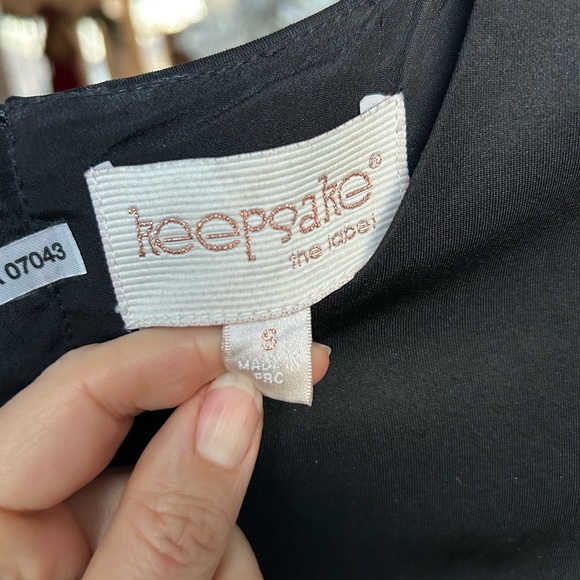 keepsake®
the label
07043
S
MADE IN
PRC